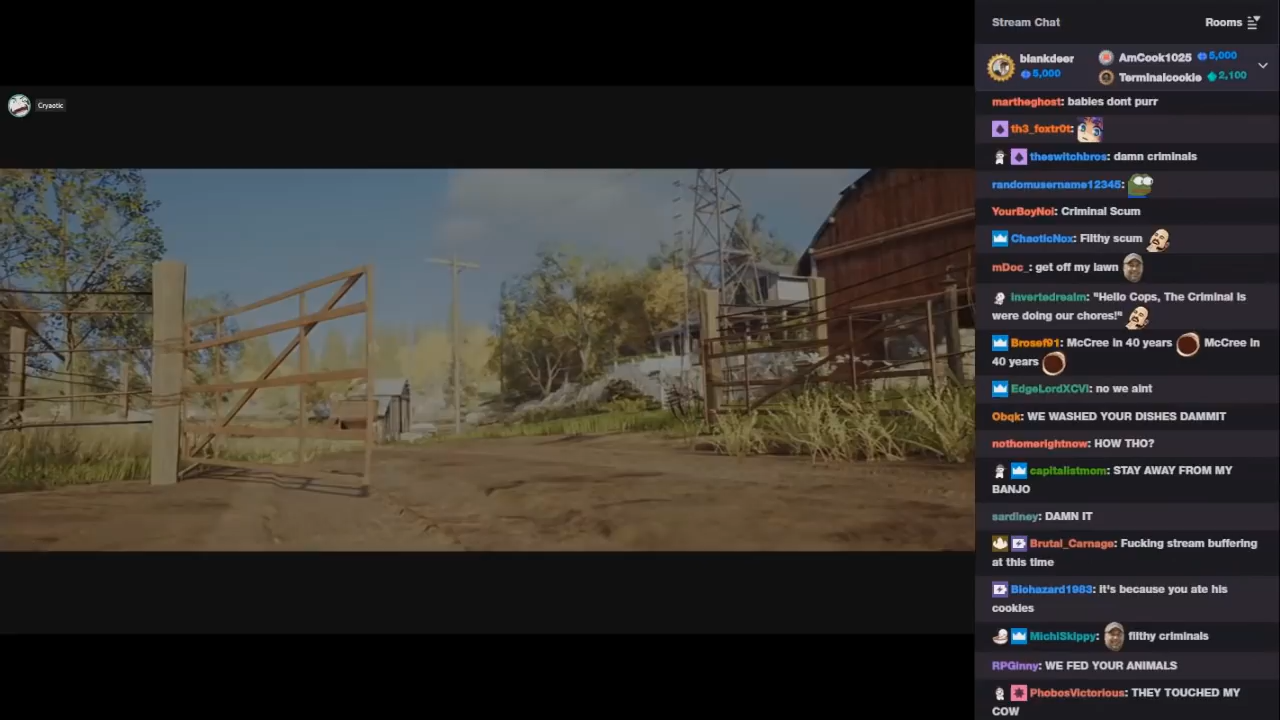 Cryaotic
Stream Chat
Rooms
blankdeer
5,000
AmCook1025 5,000
Terminalcookie 2,100
martheghost: babies dont purr
th3_foxtr0t:
theswitchbros: damn criminals
randomusername12345:
YourBoyNoi: Criminal Scum
ChaoticNox: Filthy scum
mDoc_: get off my lawn
invertedrealm: "Hello Cops, The Criminal is
were doing our chores!"
Brosef91: McCree in 40 years McCree in
40 years
EdgeLordXCVI: no we aint
Obqk: WE WASHED YOUR DISHES DAMMIT
nothomerightnow: HOW THO?
capitalistmom: STAY AWAY FROM MY
BANJO
sardiney: DAMN IT
Brutal_Carnage: Fucking stream buffering
at this time
Biohazard1983: it's because you ate his
cookies
MichiSkippy: filthy criminals
RPGinny: WE FED YOUR ANIMALS
PhobosVictorious: THEY TOUCHED MY
COW